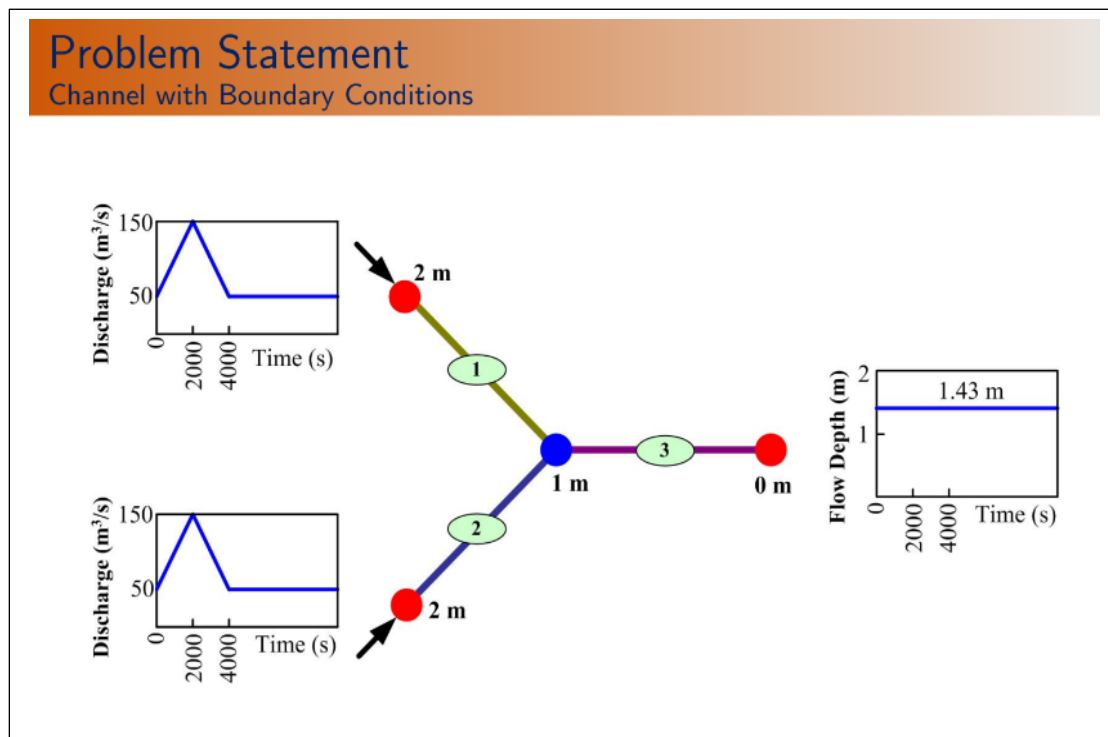 Problem Statement
Channel with Boundary Conditions
Discharge (m³/s)
150
50
0
2000
4000
Time (s)
2 m
1
Flow Depth (m)
2
1
1.43 m
0
2000
4000
Time (s)
3
1 m
0 m
Discharge (m³/s)
150
50
0
2000
4000
Time (s)
2
2 m